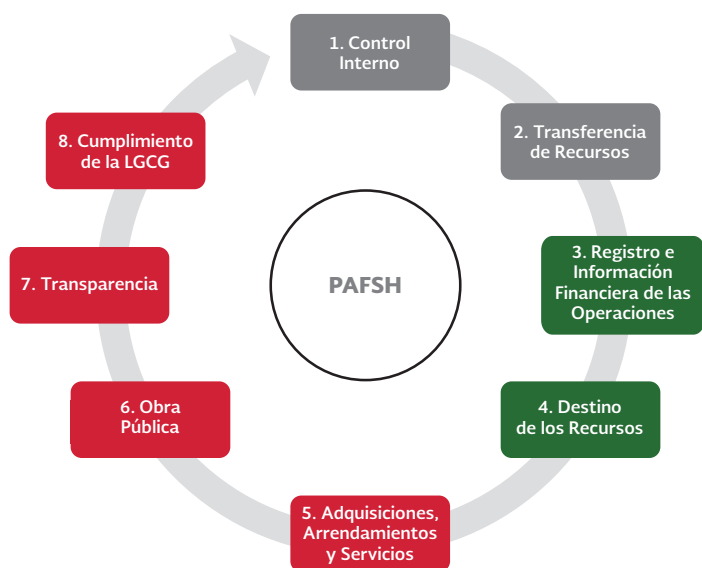 1. Control
Interno
2. Transferencia
de Recursos
3. Registro e
Información
Financiera de las
Operaciones
4. Destino
de los Recursos
5. Adquisiciones,
Arrendamientos
y Servicios
6. Obra
Pública
7. Transparencia
8. Cumplimiento
de la LGCG
PAFSH